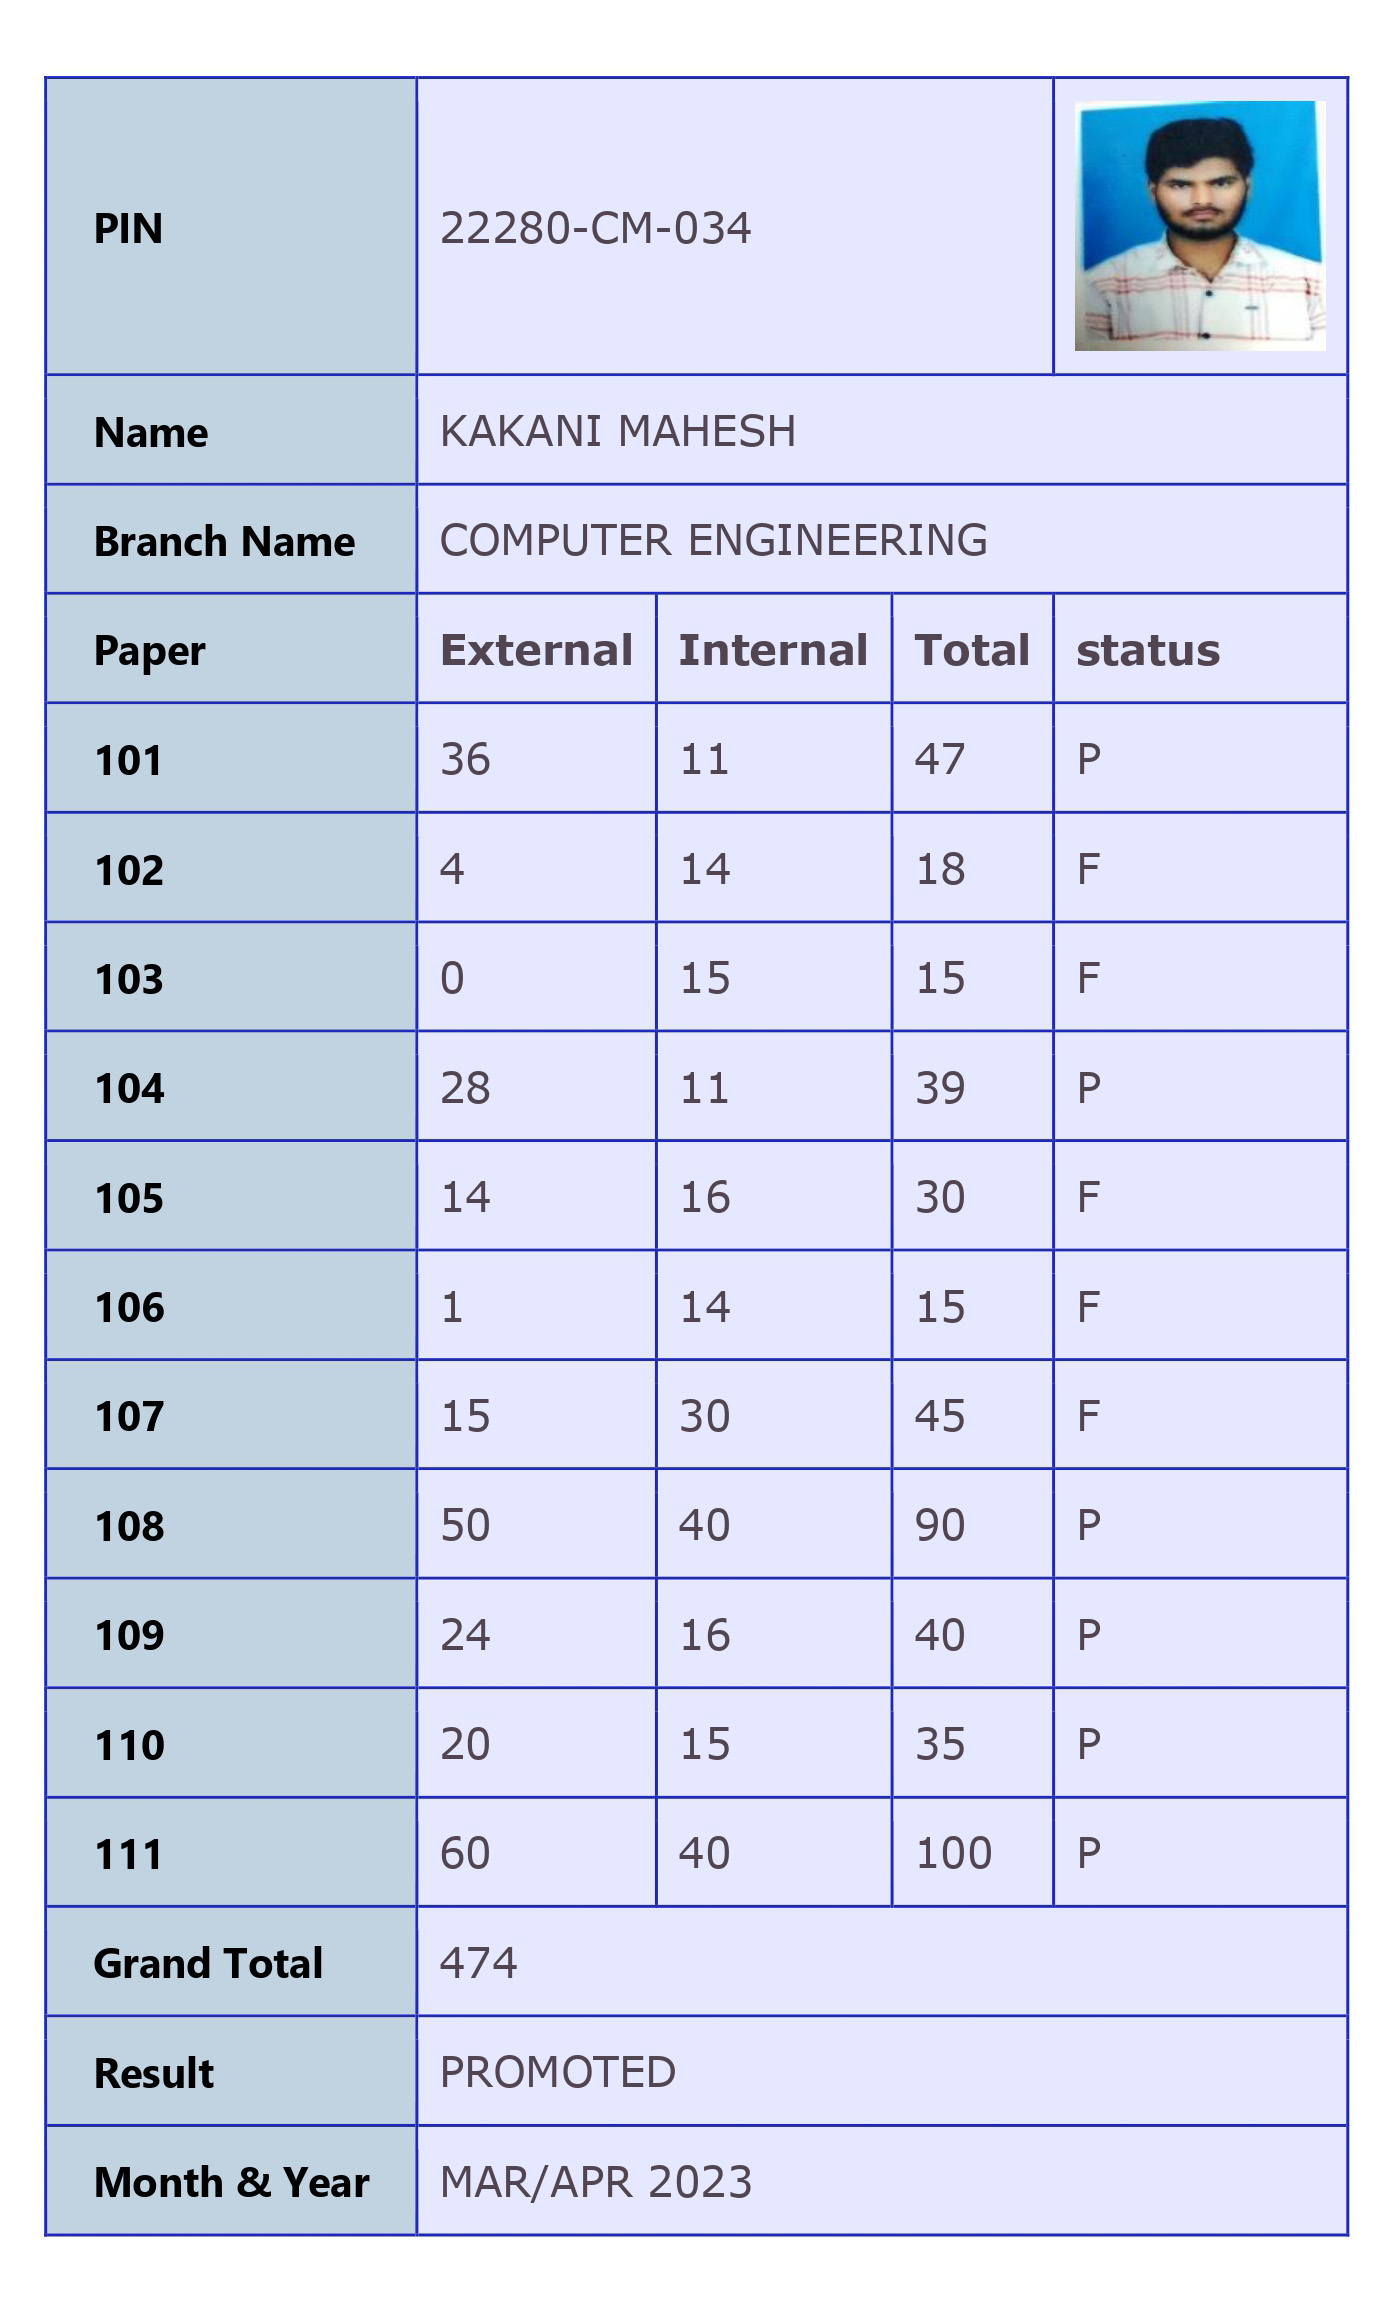 PIN 22280-CM-034
Name KAKANI MAHESH
Branch Name COMPUTER ENGINEERING
Paper External Internal Total status
101 36 11 47 P
102 4 14 18 F
103 0 15 15 F
104 28 11 39 P
105 14 16 30 F
106 1 14 15 F
107 15 30 45 F
108 50 40 90 P
109 24 16 40 P
110 20 15 35 P
111 60 40 100 P
Grand Total 474
Result PROMOTED
Month & Year MAR/APR 2023